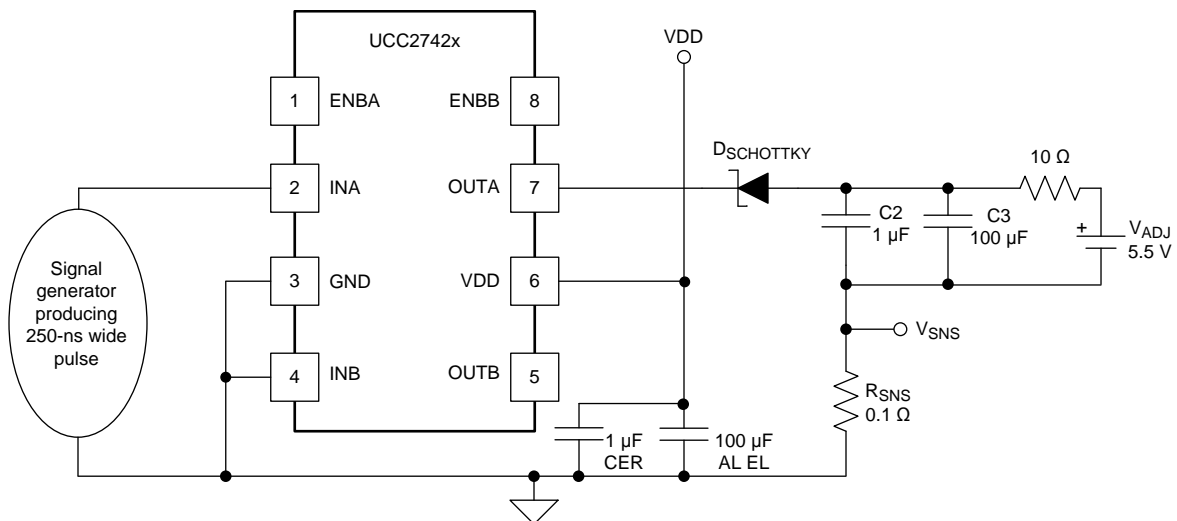 UCC2742x
VDD
1
ENBA
ENBB
8
DSCHOTTKY
10 Ω
2
INA
OUTA
7
C2
1 µF
C3
100 µF
+
VADJ
5.5 V
Signal
generator
producing
250-ns wide
pulse
3
GND
VDD
6
VSNS
4
INB
OUTB
5
RSNS
0.1 Ω
1 µF
CER
100 µF
AL EL